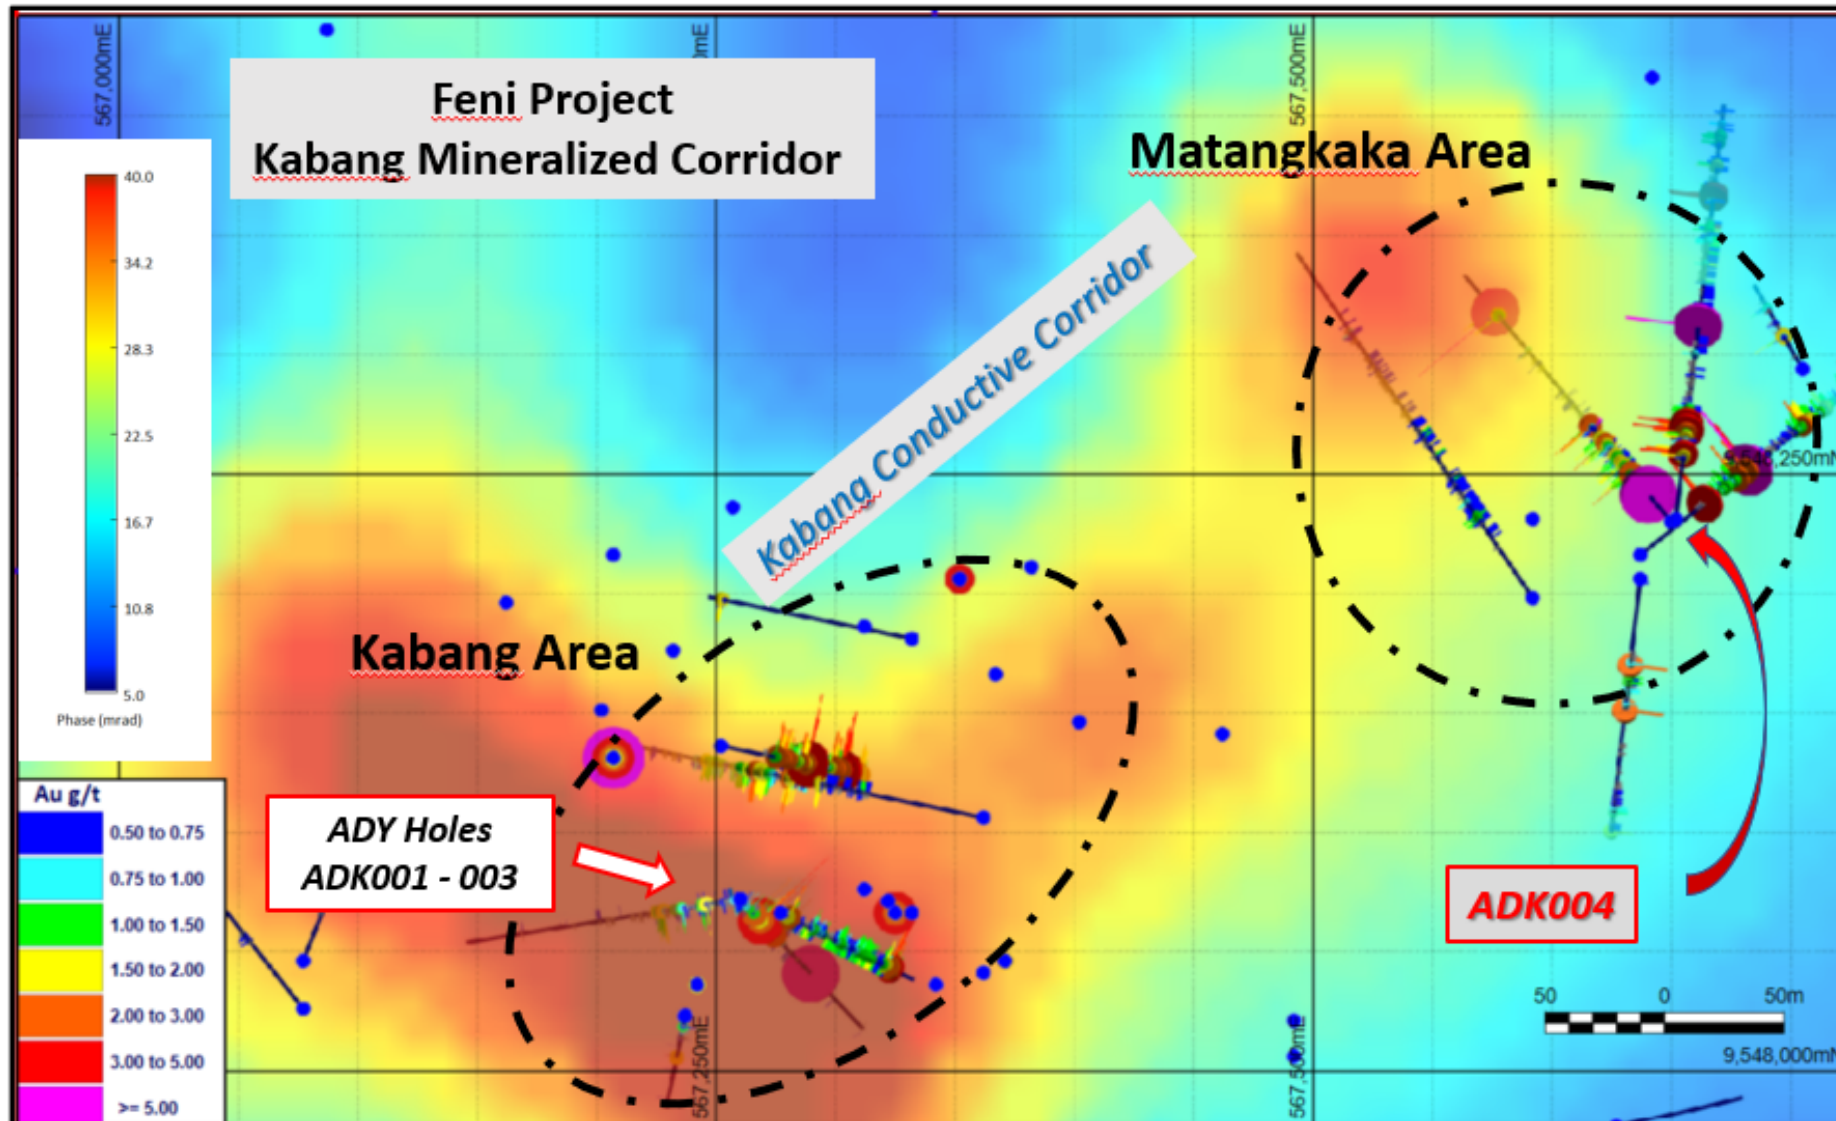 567,000mE
567,500mE
Feni Project
Kabang Mineralized Corridor
Matangkaka Area
40.0
34.2
28.3
22.5
16.7
10.8
5.0
Phase (mrad)
Kabang Conductive Corridor
Kabang Area
ADY Holes
ADK001 - 003
ADK004
Au g/t
0.50 to 0.75
0.75 to 1.00
1.00 to 1.50
1.50 to 2.00
2.00 to 3.00
3.00 to 5.00
>= 5.00
50
0
50m
9,548,000mN
567,250mE
567,500mE